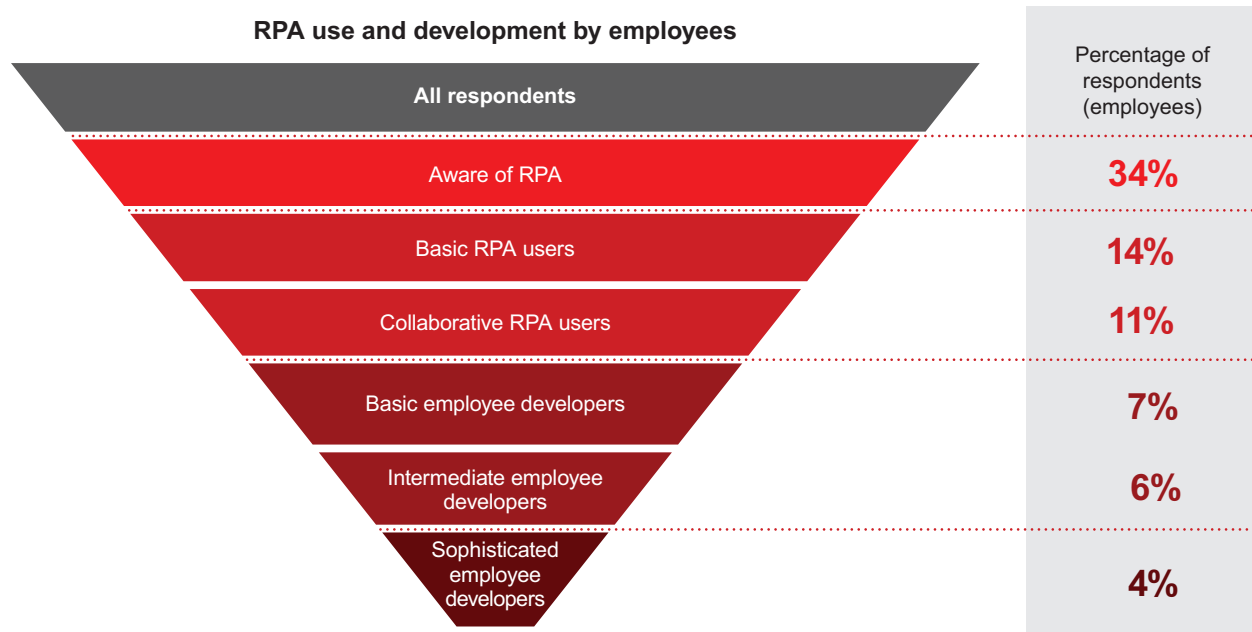 RPA use and development by employees
Percentage of
respondents
(employees)
All respondents
Aware of RPA
34%
Basic RPA users
14%
Collaborative RPA users
11%
Basic employee developers
7%
Intermediate employee
developers
6%
Sophisticated
employee
developers
4%